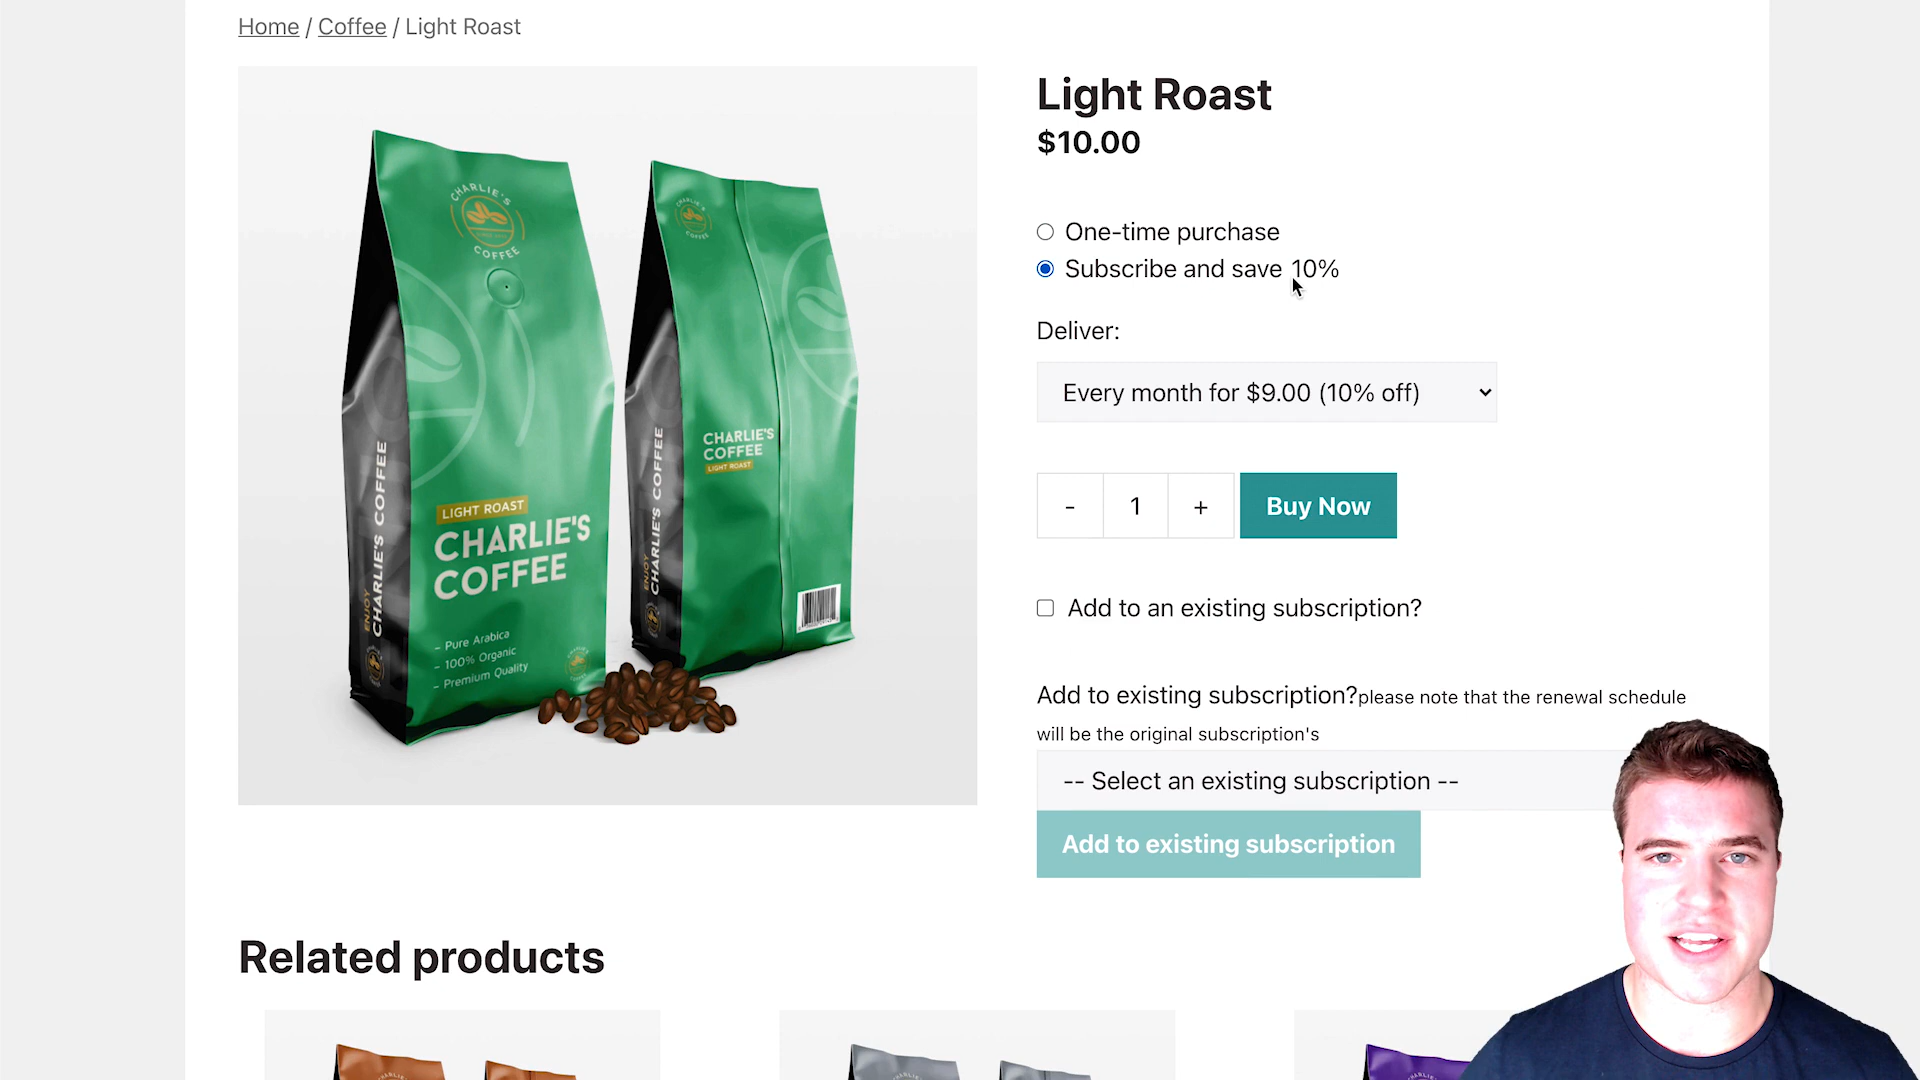 Home / Coffee / Light Roast
Light Roast
$10.00
One-time purchase
Subscribe and save 10%
Deliver:
Every month for $9.00 (10% off)
- 1 + Buy Now
Add to an existing subscription?
Add to existing subscription?please note that the renewal schedule
will be the original subscription's
-- Select an existing subscription --
Add to existing subscription
CHARLIE'S
COFFEE
LIGHT ROAST
CHARLIE'S
COFFEE
- Pure Arabica
- 100% Organic
- Premium Quality
ENJOY
CHARLIE'S COFFEE
CHARLIE'S
COFFEE
CHARLIE'S
COFFEE
LIGHT ROAST
ENJOY
CHARLIE'S COFFEE
Related products